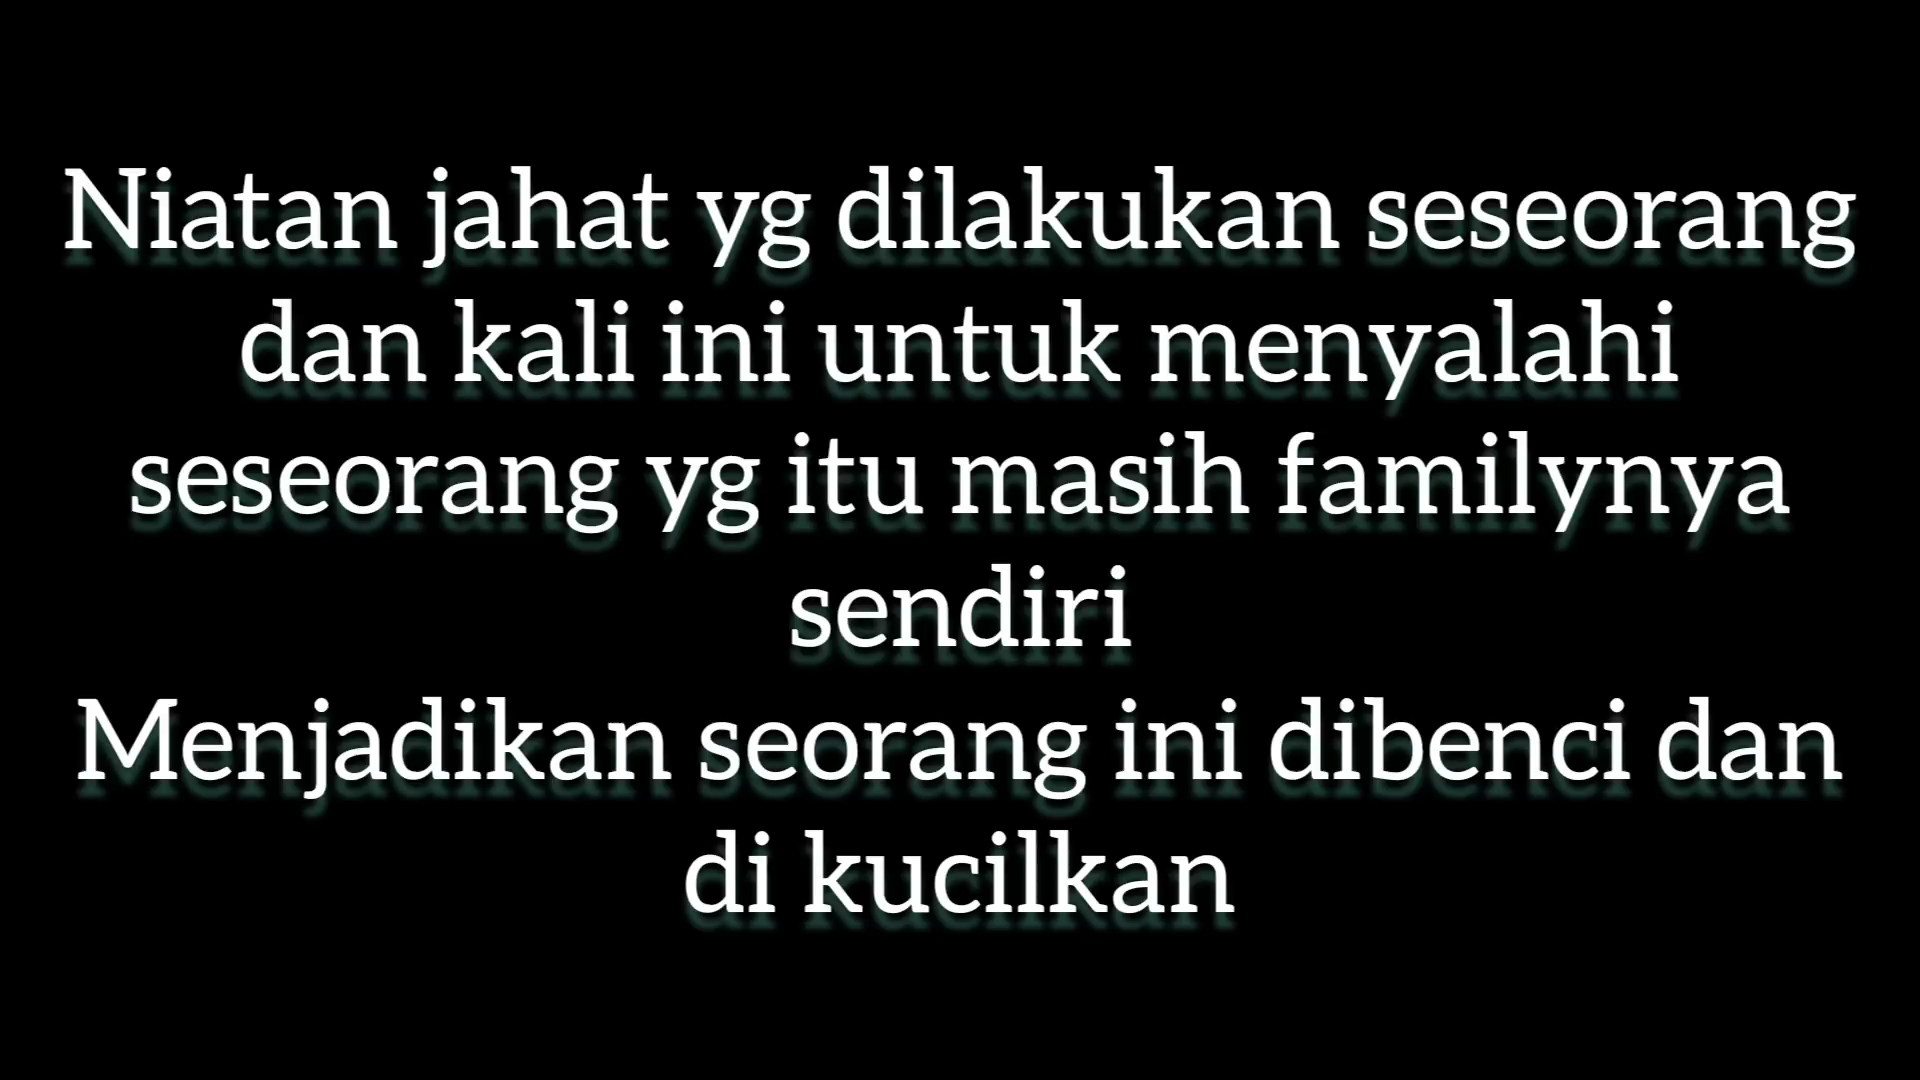 Niatan jahat yg dilakukan seseorang
dan kali ini untuk menyalahi
seseorang yg itu masih familynya
sendiri
Menjadikan seorang ini dibenci dan
di kucilkan